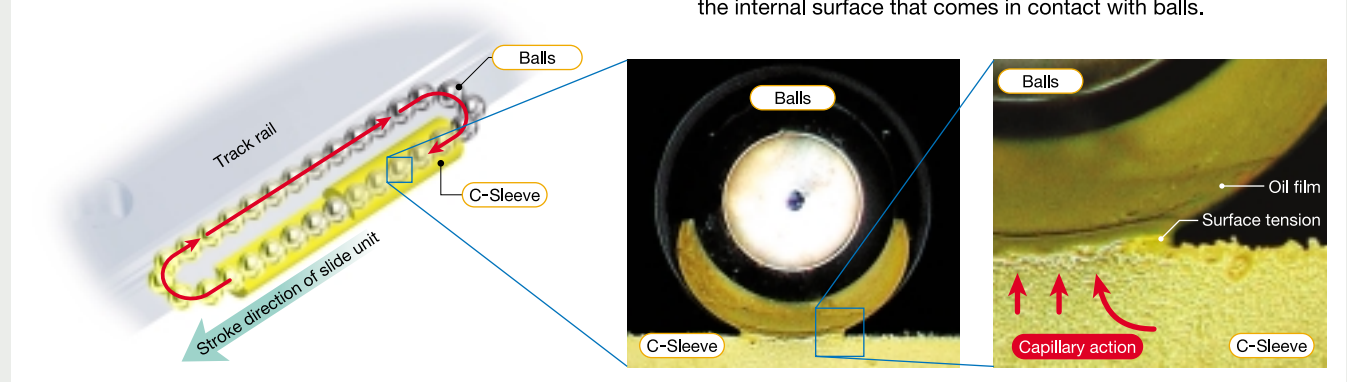 the internal surface that comes in contact with balls.
Balls
Track rail
C-Sleeve
Stroke direction of slide unit
Balls
C-Sleeve
Balls
Oil film
Surface tension
Capillary action
C-Sleeve